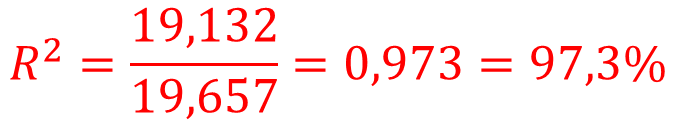 R² = 19,132 / 19,657 = 0,973 = 97,3%